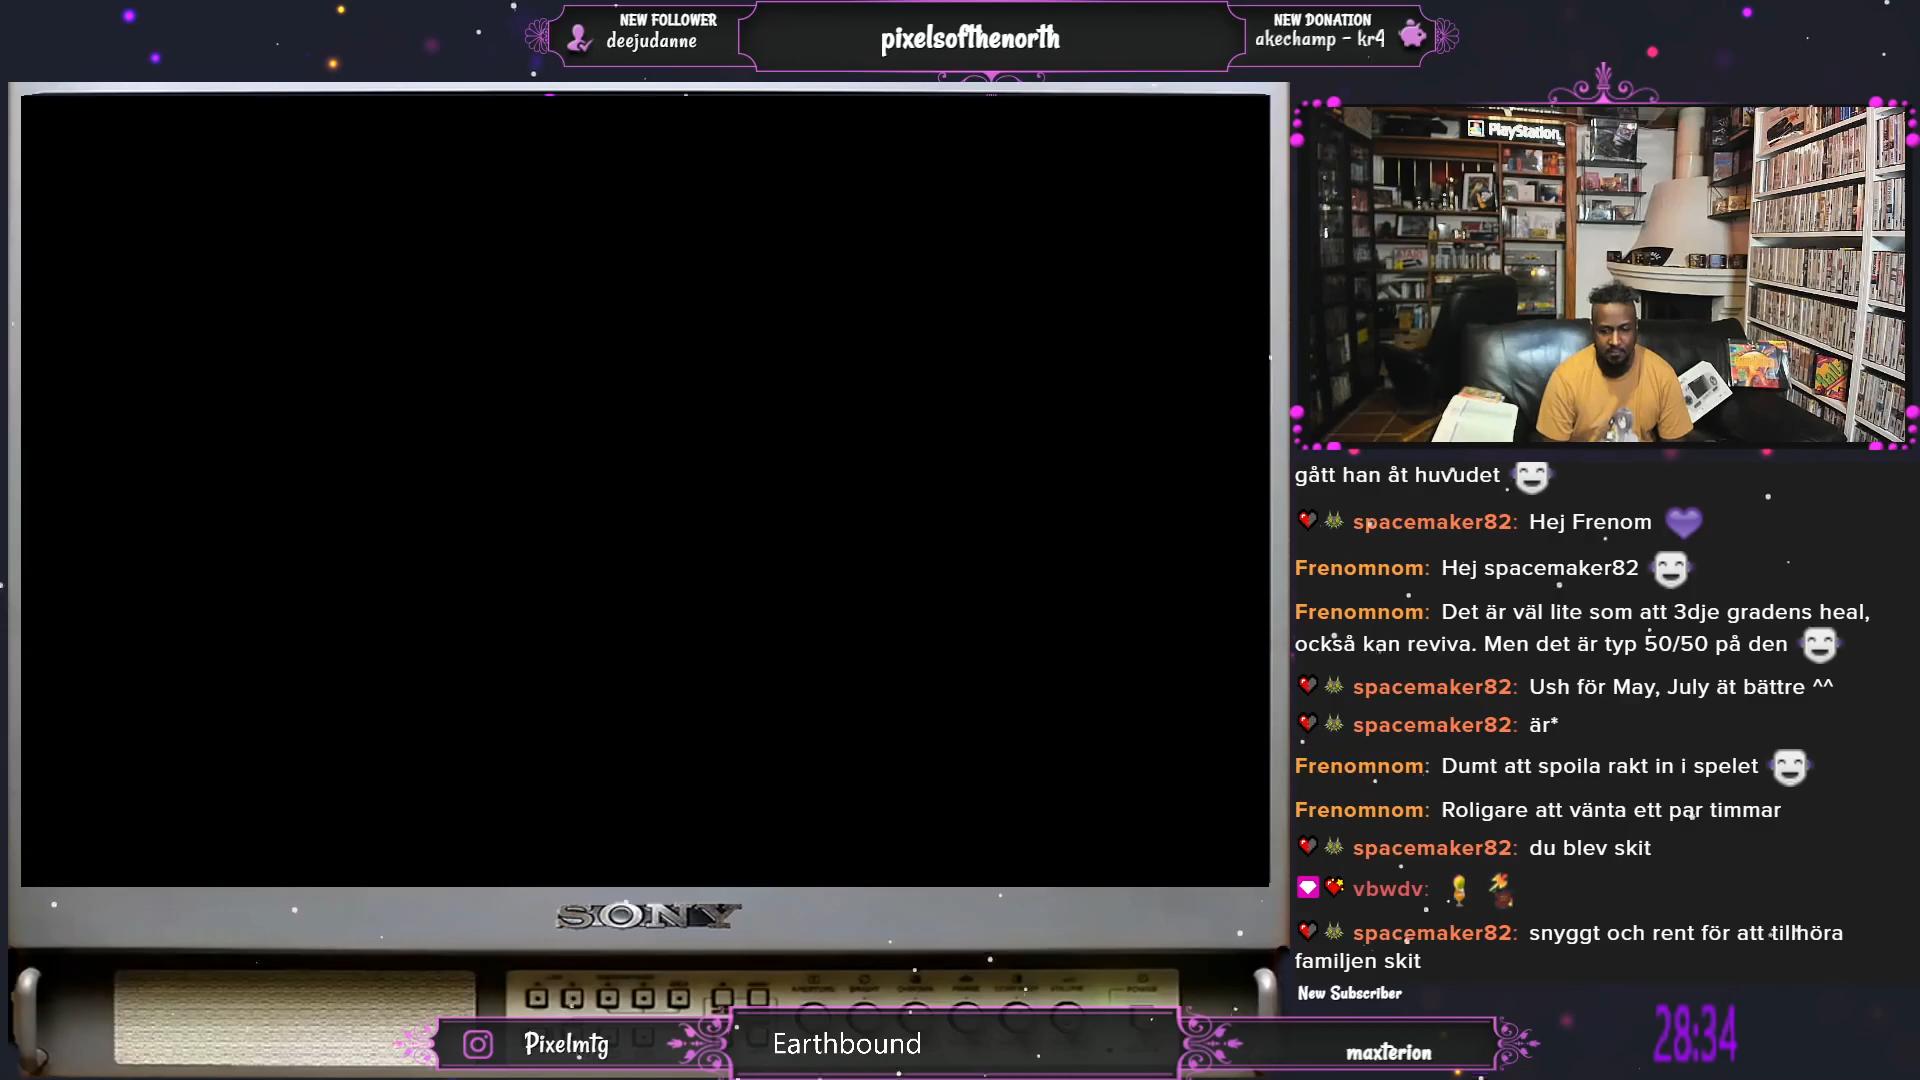 NEW FOLLOWER
deejudanne
pixelsofthenorth
NEW DONATION
akechamp - kr4
PlayStation
gått han åt huvudet
spacemaker82: Hej Frenom
Frenomnom: Hej spacemaker82
Frenomnom: Det är väl lite som att 3dje gradens heal,
också kan reviva. Men det är typ 50/50 på den
spacemaker82: Ush för May, July ät bättre ^^
spacemaker82: är*
Frenomnom: Dumt att spoila rakt in i spelet
Frenomnom: Roligare att vänta ett par timmar
spacemaker82: du blev skit
vbwdv:
spacemaker82: snyggt och rent för att tillhöra
familjen skit
New Subscriber
SONY
Pixelmtg
Earthbound
maxterion
28:34